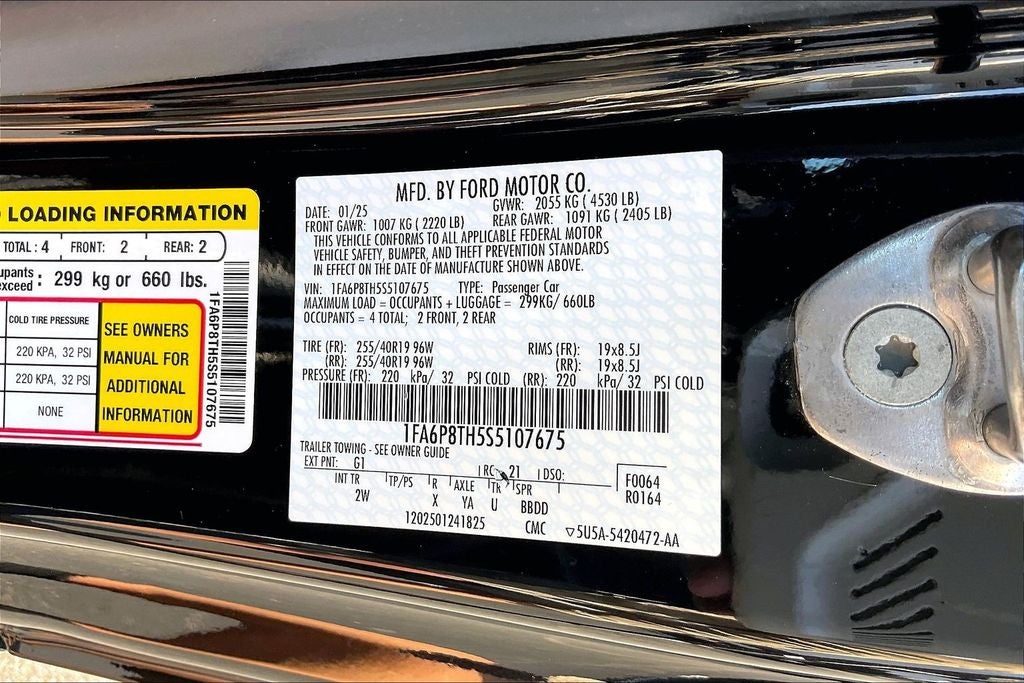 LOADING INFORMATION
TOTAL: 4 FRONT: 2 REAR: 2
upants exceed : 299 kg or 660 lbs.
COLD TIRE PRESSURE
220 KPA, 32 PSI
220 KPA, 32 PSI
NONE
SEE OWNERS
MANUAL FOR
ADDITIONAL
INFORMATION
1FA6P8TH5S5107675
MFD. BY FORD MOTOR CO.
DATE: 01/25 GVWR: 2055 KG ( 4530 LB)
FRONT GAWR: 1007 KG ( 2220 LB) REAR GAWR: 1091 KG ( 2405 LB)
THIS VEHICLE CONFORMS TO ALL APPLICABLE FEDERAL MOTOR
VEHICLE SAFETY, BUMPER, AND THEFT PREVENTION STANDARDS
IN EFFECT ON THE DATE OF MANUFACTURE SHOWN ABOVE.
VIN: 1FA6P8TH5S5107675 TYPE: Passenger Car
MAXIMUM LOAD = OCCUPANTS + LUGGAGE = 299KG/ 660LB
OCCUPANTS = 4 TOTAL; 2 FRONT, 2 REAR
TIRE (FR): 255/40R19 96W RIMS (FR): 19x8.5J
(RR): 255/40R19 96W (RR): 19x8.5J
PRESSURE (FR): 220 kPa/ 32 PSI COLD (RR): 220 kPa/ 32 PSI COLD
1FA6P8TH5S5107675
TRAILER TOWING - SEE OWNER GUIDE
EXT PNT: G1 RC: 21 DSO:
F0064
INT TR TP/PS R AXLE TR SPR
R0164
2W X YA U BBDD
1202501241825 CMC ▽5U5A-5420472-AA